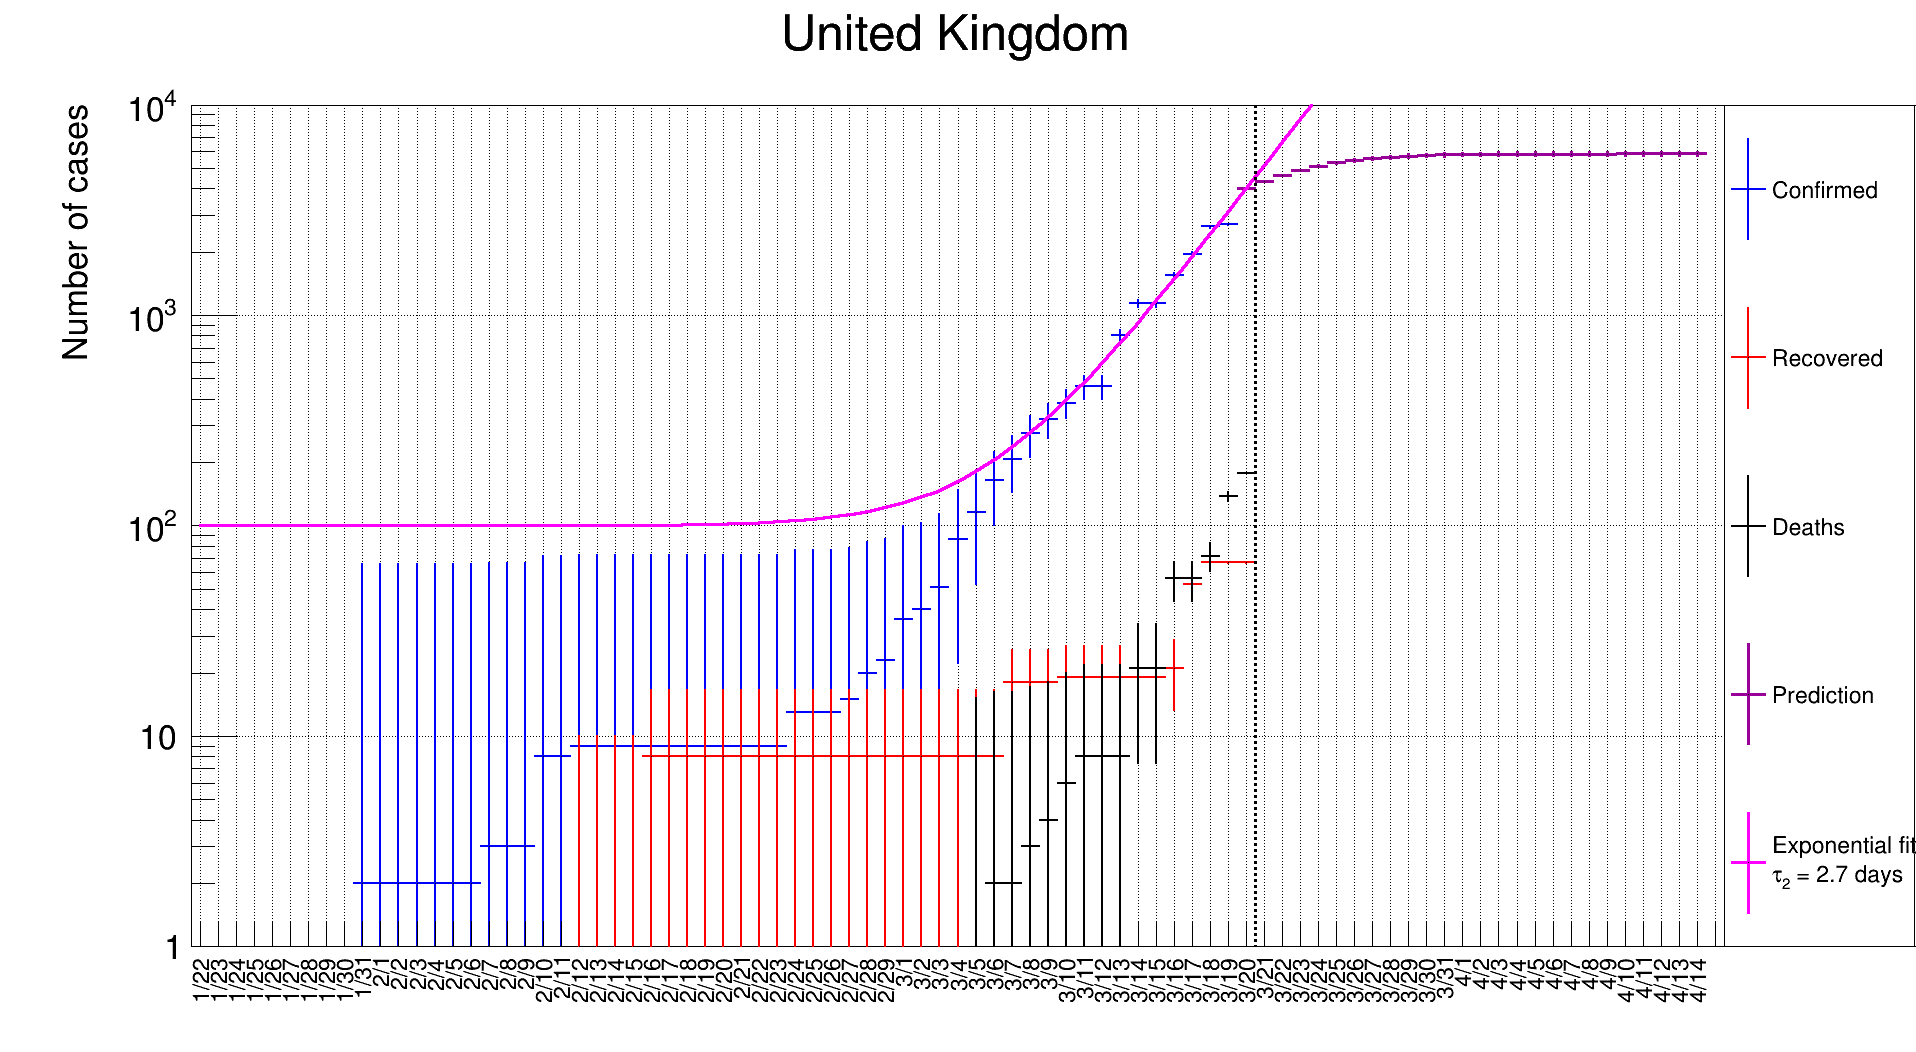 United Kingdom
Number of cases
10⁴
10³
10²
10
1
1/22 1/23 1/24 1/25 1/26 1/27 1/28 1/29 1/30 1/31 2/1 2/2 2/3 2/4 2/5 2/6 2/7 2/8 2/9 2/10 2/11 2/12 2/13 2/14 2/15 2/16 2/17 2/18 2/19 2/20 2/21 2/22 2/23 2/24 2/25 2/26 2/27 2/28 2/29 3/1 3/2 3/3 3/4 3/5 3/6 3/7 3/8 3/9 3/10 3/11 3/12 3/13 3/14 3/15 3/16 3/17 3/18 3/19 3/20 3/21 3/22 3/23 3/24 3/25 3/26 3/27 3/28 3/29 3/30 3/31 4/1 4/2 4/3 4/4 4/5 4/6 4/7 4/8 4/9 4/10 4/11 4/12 4/13 4/14
Confirmed
Recovered
Deaths
Prediction
Exponential fit
τ₂ = 2.7 days